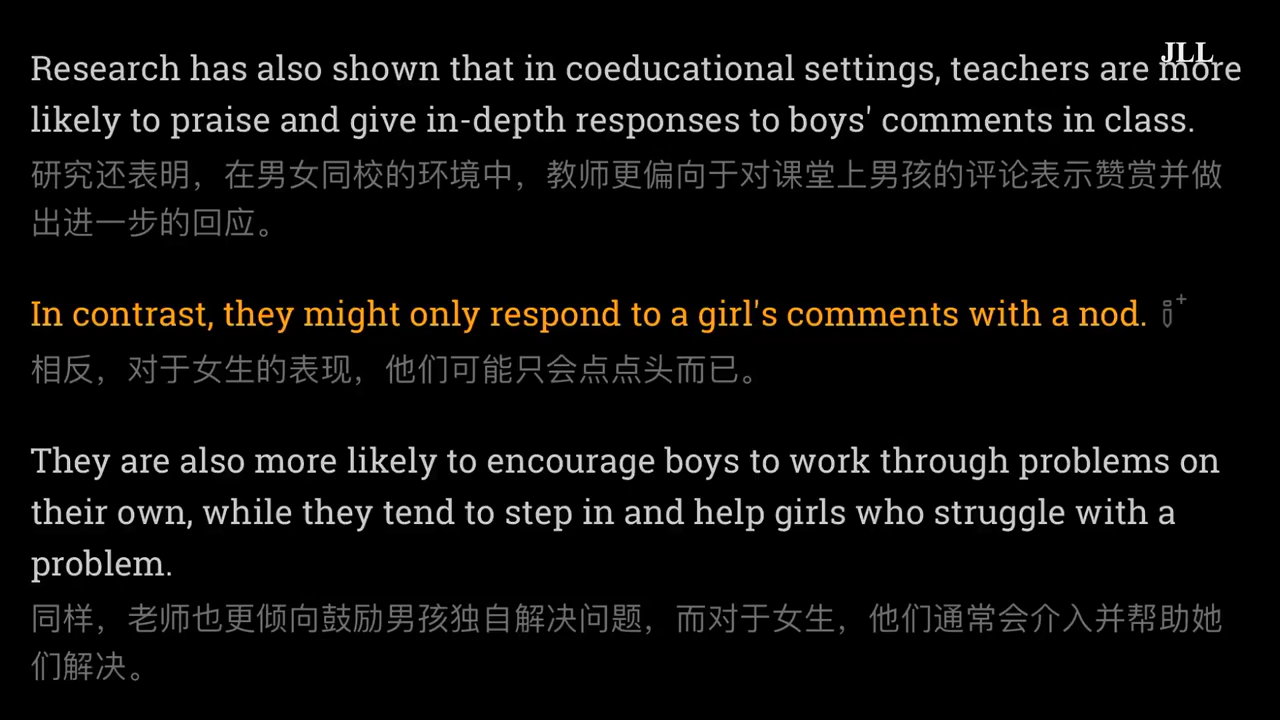 JLL
Research has also shown that in coeducational settings, teachers are more
likely to praise and give in-depth responses to boys' comments in class.
研究还表明，在男女同校的环境中，教师更偏向于对课堂上男孩的评论表示赞赏并做
出进一步的回应。
In contrast, they might only respond to a girl's comments with a nod.
相反，对于女生的表现，他们可能只会点点头而已。
They are also more likely to encourage boys to work through problems on
their own, while they tend to step in and help girls who struggle with a
problem.
同样，老师也更倾向鼓励男孩独自解决问题，而对于女生，他们通常会介入并帮助她
们解决。